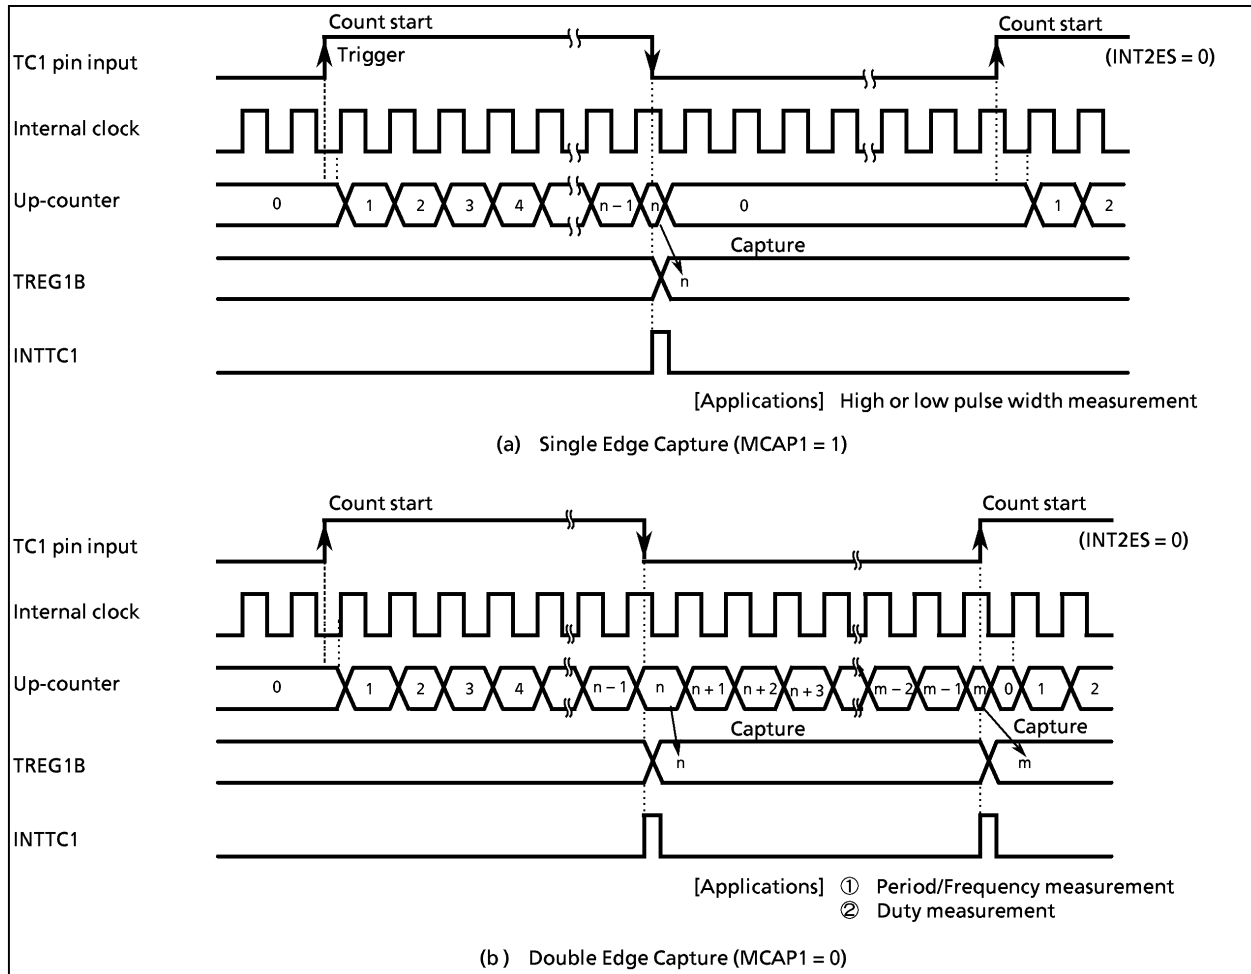 Count start
Count start
TC1 pin input
Trigger
(INT2ES = 0)
Internal clock
Up-counter
0 1 2 3 4 n – 1 n 0 1 2
Capture
TREG1B
n
INTTC1
[Applications] High or low pulse width measurement
(a) Single Edge Capture (MCAP1 = 1)
Count start
Count start
TC1 pin input
(INT2ES = 0)
Internal clock
Up-counter
0 1 2 3 4 n – 1 n n + 1 n + 2 n + 3 m – 2 m – 1 m 0 1 2
Capture
Capture
TREG1B
n
m
INTTC1
[Applications] ① Period/Frequency measurement
② Duty measurement
(b ) Double Edge Capture (MCAP1 = 0)